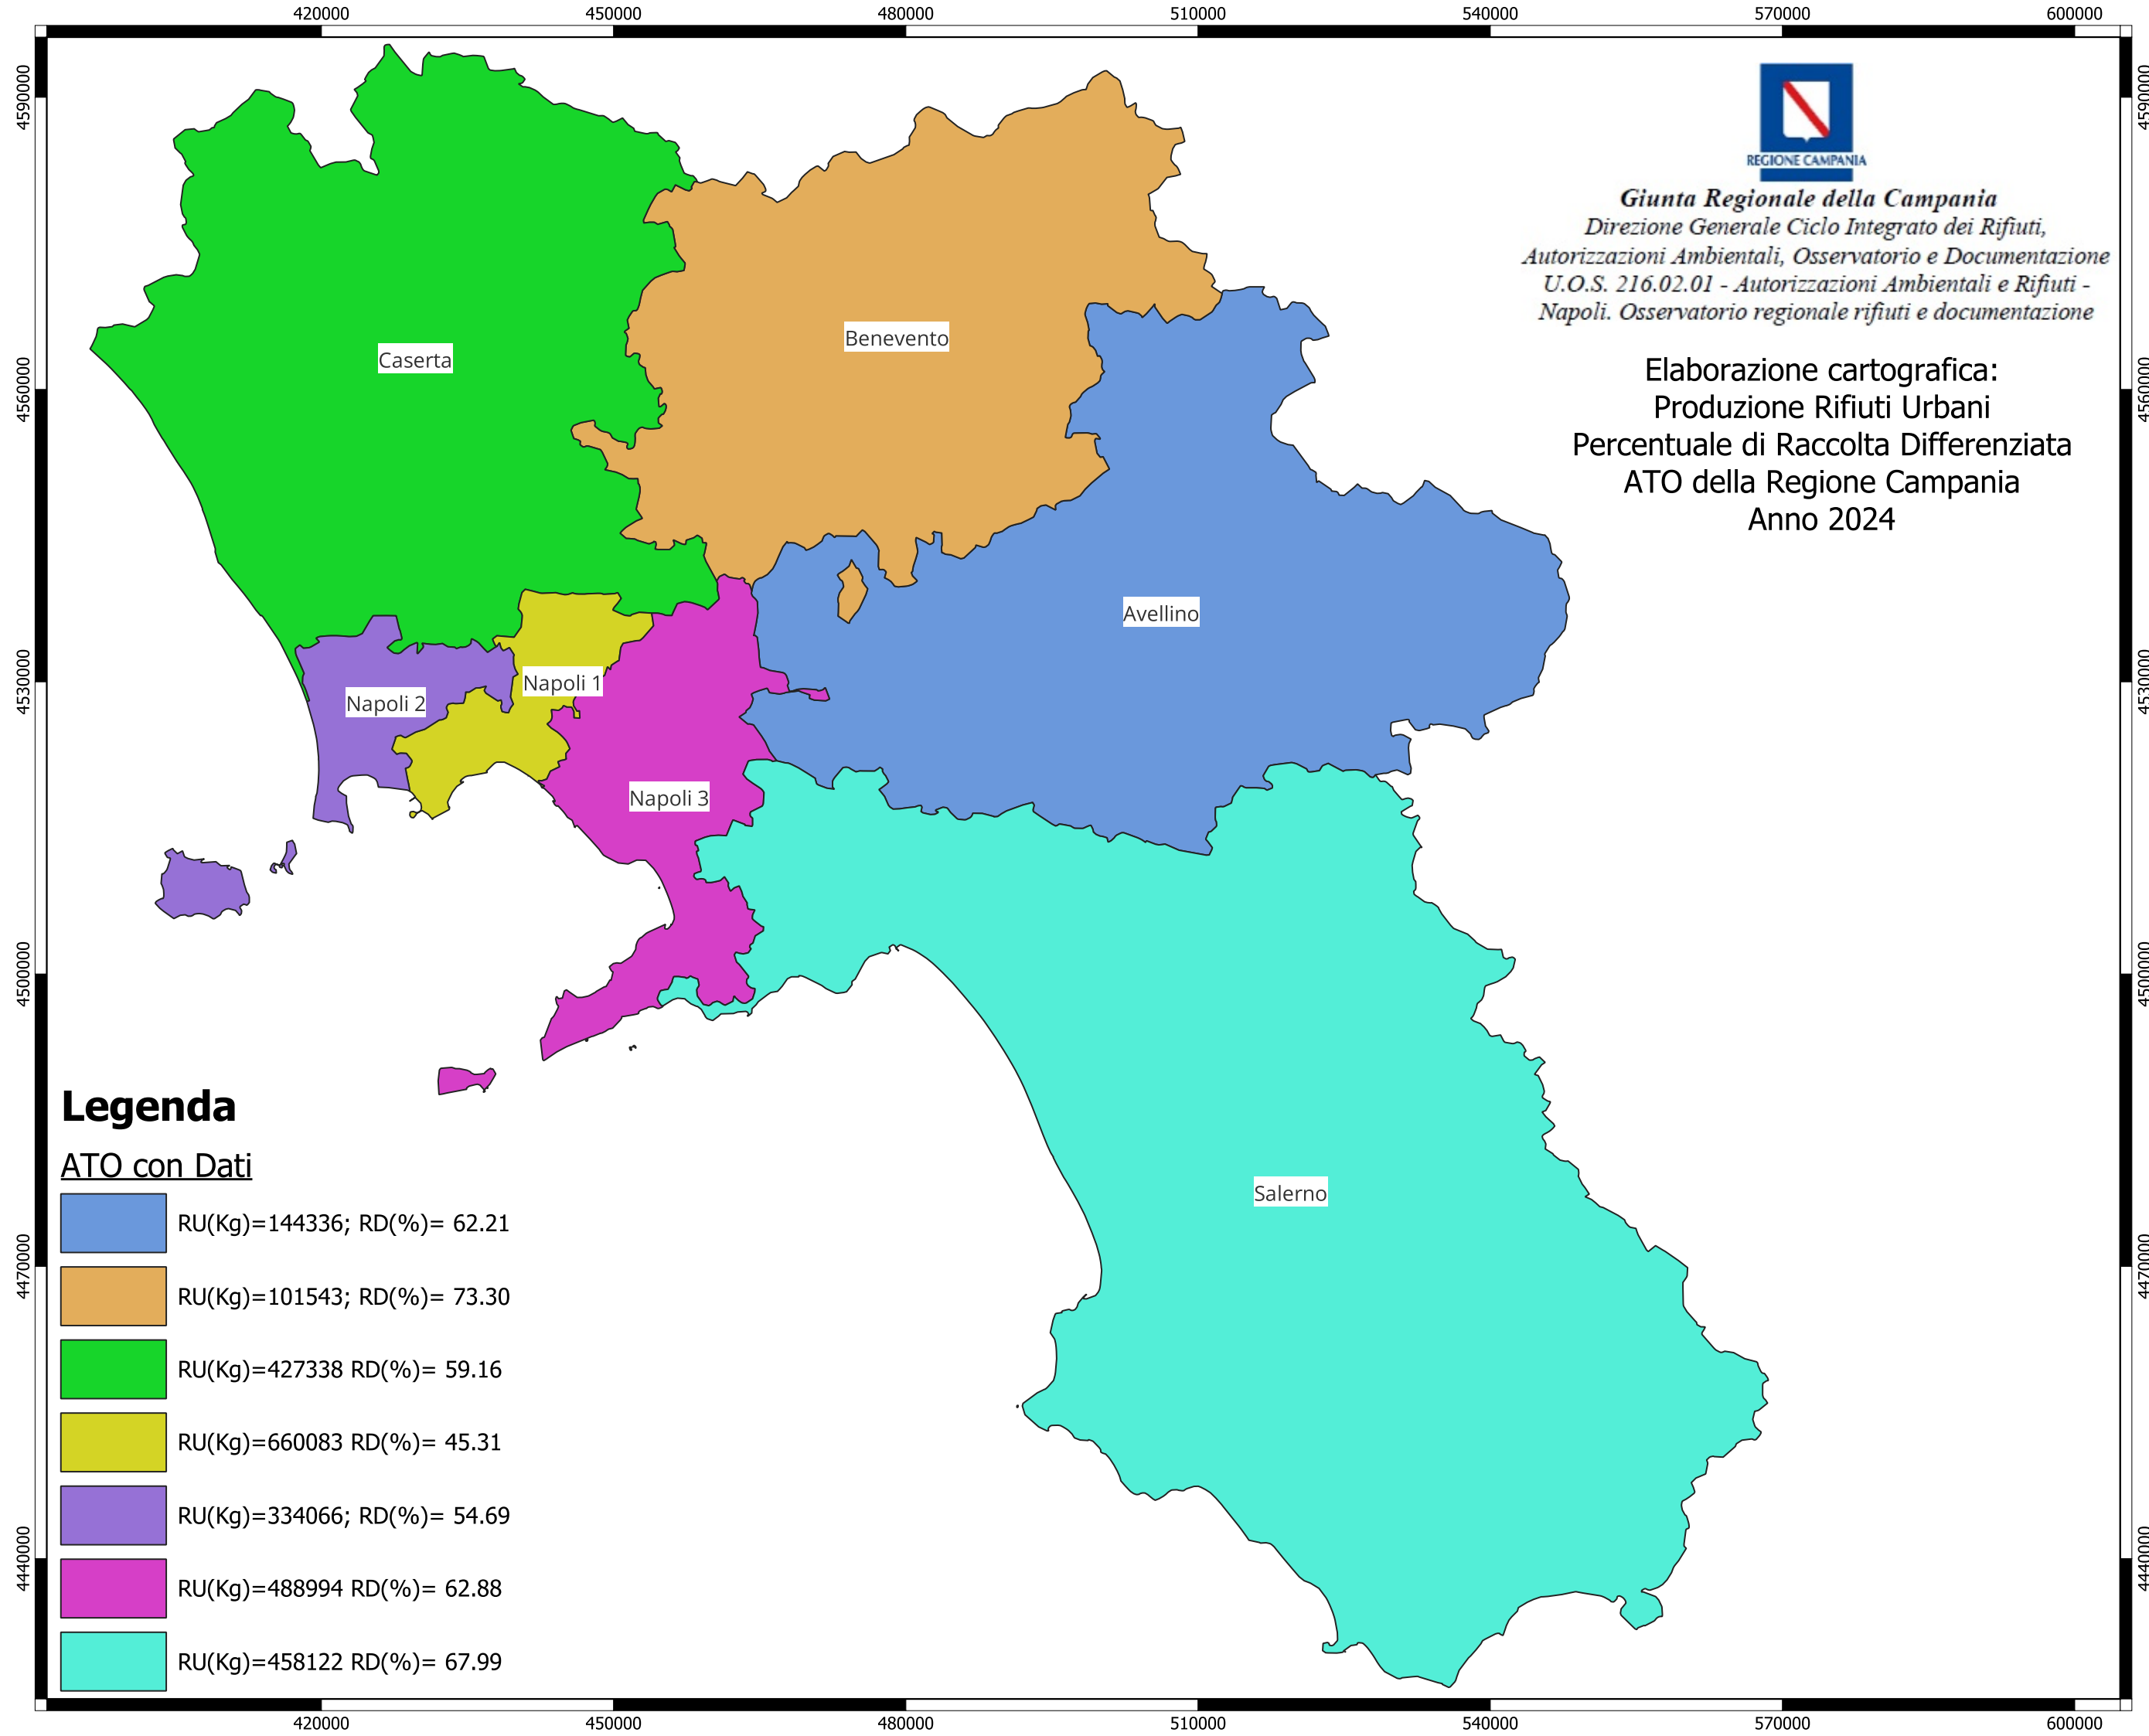 420000 450000 480000 510000 540000 570000 600000
4590000 4590000
REGIONE CAMPANIA
Giunta Regionale della Campania
Direzione Generale Ciclo Integrato dei Rifiuti,
Autorizzazioni Ambientali, Osservatorio e Documentazione
U.O.S. 216.02.01 - Autorizzazioni Ambientali e Rifiuti -
Napoli. Osservatorio regionale rifiuti e documentazione
Elaborazione cartografica:
Produzione Rifiuti Urbani
Percentuale di Raccolta Differenziata
ATO della Regione Campania
Anno 2024
Benevento
Caserta
4560000 4560000
Avellino
4530000 4530000
Napoli 1
Napoli 2
Napoli 3
4500000 4500000
Salerno
4470000 4470000
4440000 4440000
Legenda
ATO con Dati
RU(Kg)=144336; RD(%)= 62.21
RU(Kg)=101543; RD(%)= 73.30
RU(Kg)=427338 RD(%)= 59.16
RU(Kg)=660083 RD(%)= 45.31
RU(Kg)=334066; RD(%)= 54.69
RU(Kg)=488994 RD(%)= 62.88
RU(Kg)=458122 RD(%)= 67.99
420000 450000 480000 510000 540000 570000 600000